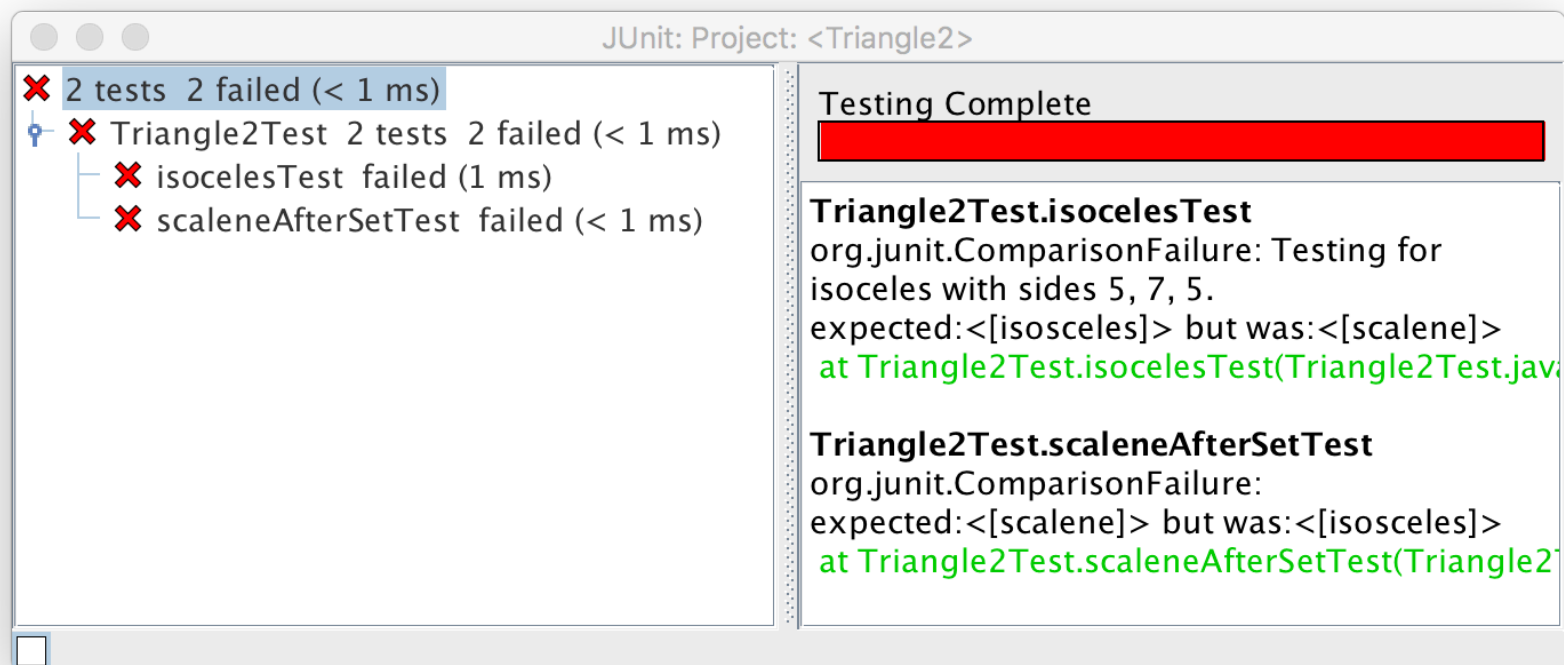 JUnit: Project: <Triangle2>
2 tests 2 failed (< 1 ms)
Triangle2Test 2 tests 2 failed (< 1 ms)
isocelesTest failed (1 ms)
scaleneAfterSetTest failed (< 1 ms)
Testing Complete
Triangle2Test.isocelesTest
org.junit.ComparisonFailure: Testing for
isoceles with sides 5, 7, 5.
expected:<[isosceles]> but was:<[scalene]>
at Triangle2Test.isocelesTest(Triangle2Test.java
Triangle2Test.scaleneAfterSetTest
org.junit.ComparisonFailure:
expected:<[scalene]> but was:<[isosceles]>
at Triangle2Test.scaleneAfterSetTest(Triangle2